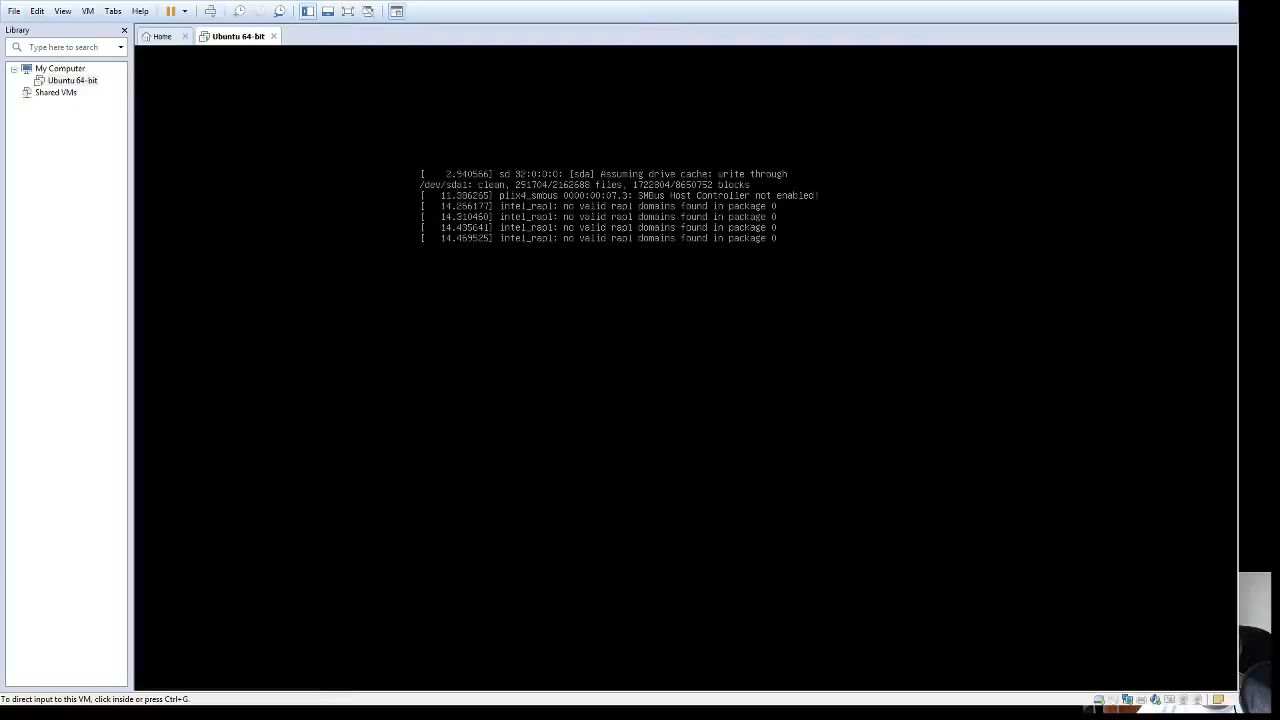 File Edit View VM Tabs Help
Library
Home
Ubuntu 64-bit
Type here to search
My Computer
Ubuntu 64-bit
Shared VMs
[    2.940566] sd 32:0:0:0: [sda] Assuming drive cache: write through
/dev/sda1: clean, 291704/2162688 files, 1722804/8650752 blocks
[   11.386265] piix4_smbus 0000:00:07.3: SMBus Host Controller not enabled!
[   14.266177] intel_rapl: no valid rapl domains found in package 0
[   14.310460] intel_rapl: no valid rapl domains found in package 0
[   14.435641] intel_rapl: no valid rapl domains found in package 0
[   14.469525] intel_rapl: no valid rapl domains found in package 0
To direct input to this VM, click inside or press Ctrl+G.